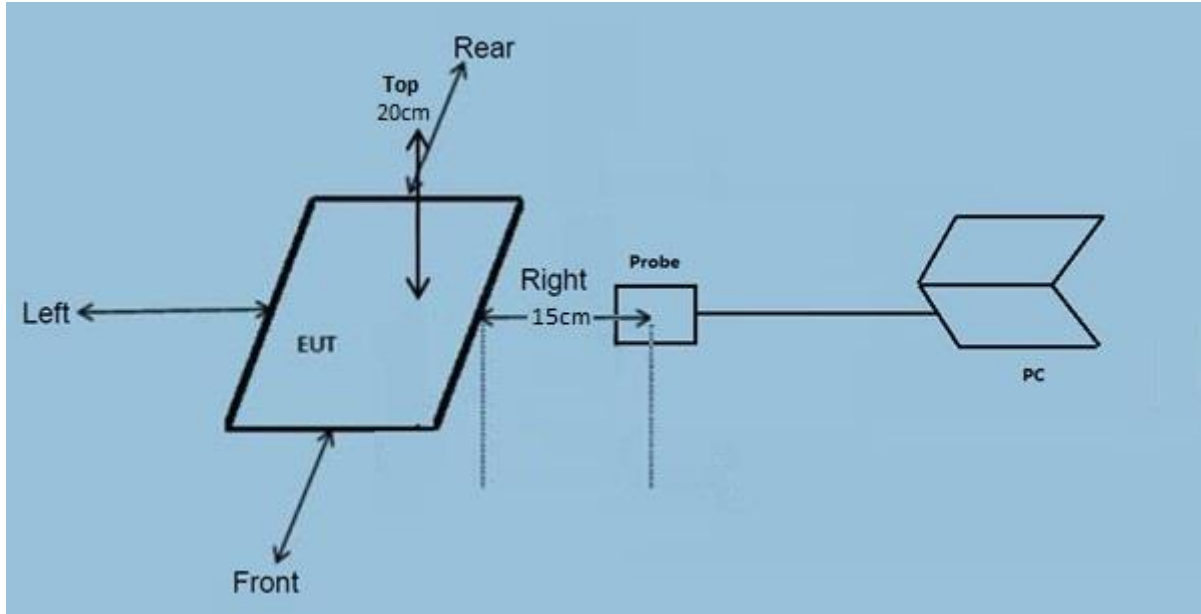 Rear
Top
20cm
Probe
Right
15cm
Left
EUT
PC
Front